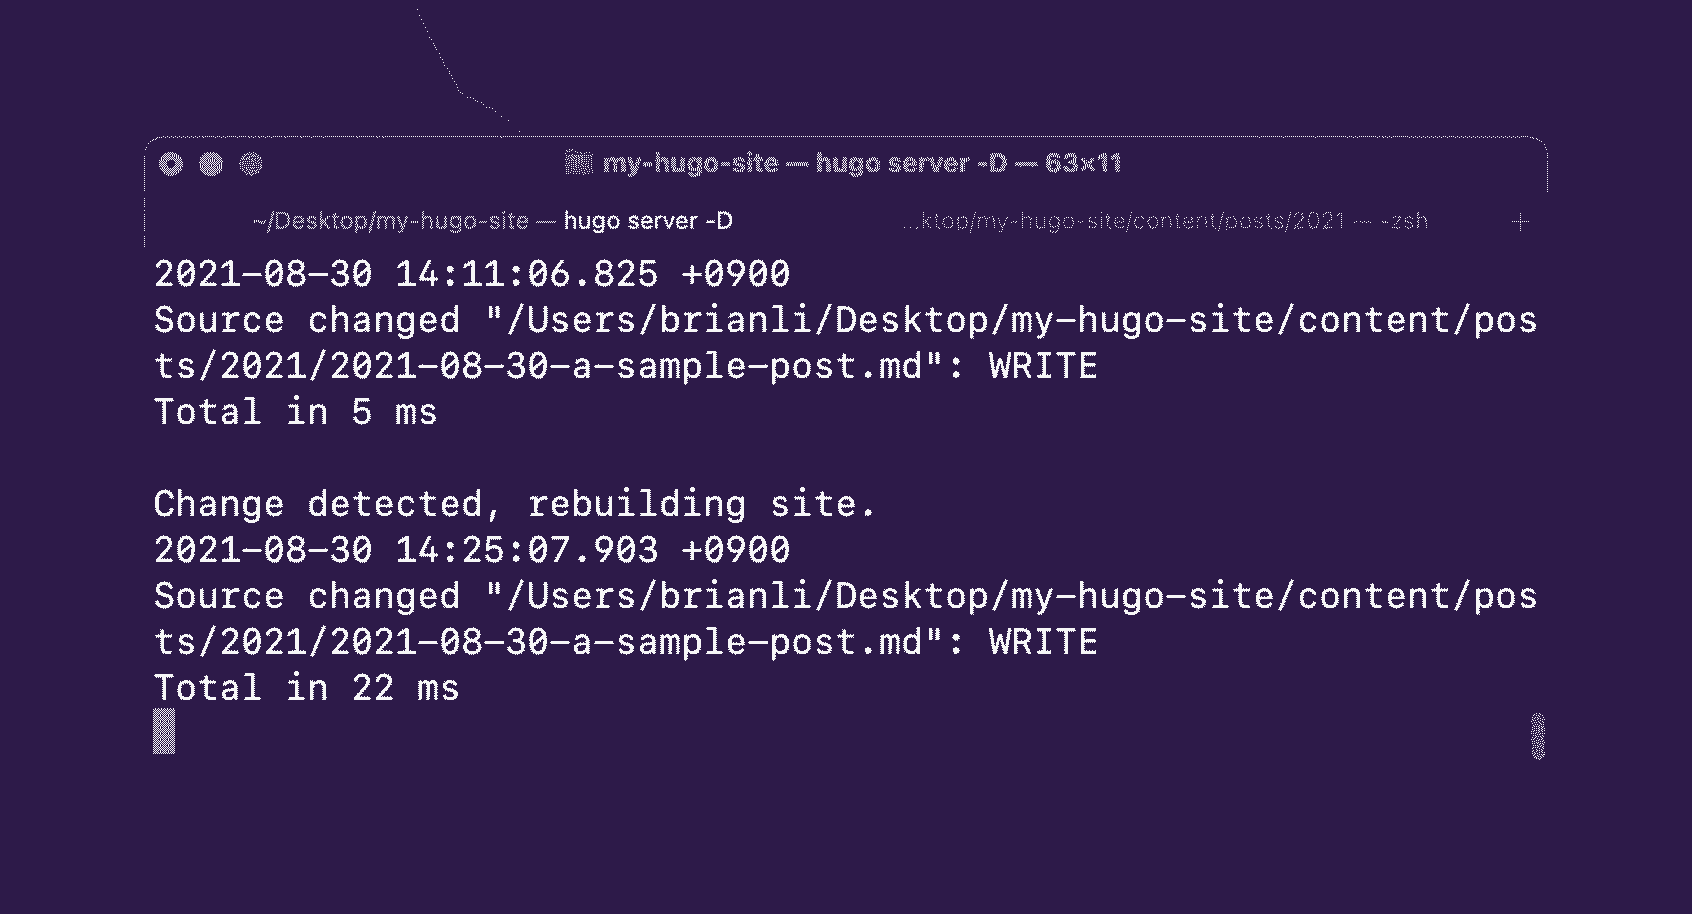 my-hugo-site — hugo server -D — 63×11
~/Desktop/my-hugo-site — hugo server -D
...ktop/my-hugo-site/content/posts/2021 — -zsh +
2021-08-30 14:11:06.825 +0900
Source changed "/Users/brianli/Desktop/my-hugo-site/content/pos
ts/2021/2021-08-30-a-sample-post.md": WRITE
Total in 5 ms
Change detected, rebuilding site.
2021-08-30 14:25:07.903 +0900
Source changed "/Users/brianli/Desktop/my-hugo-site/content/pos
ts/2021/2021-08-30-a-sample-post.md": WRITE
Total in 22 ms